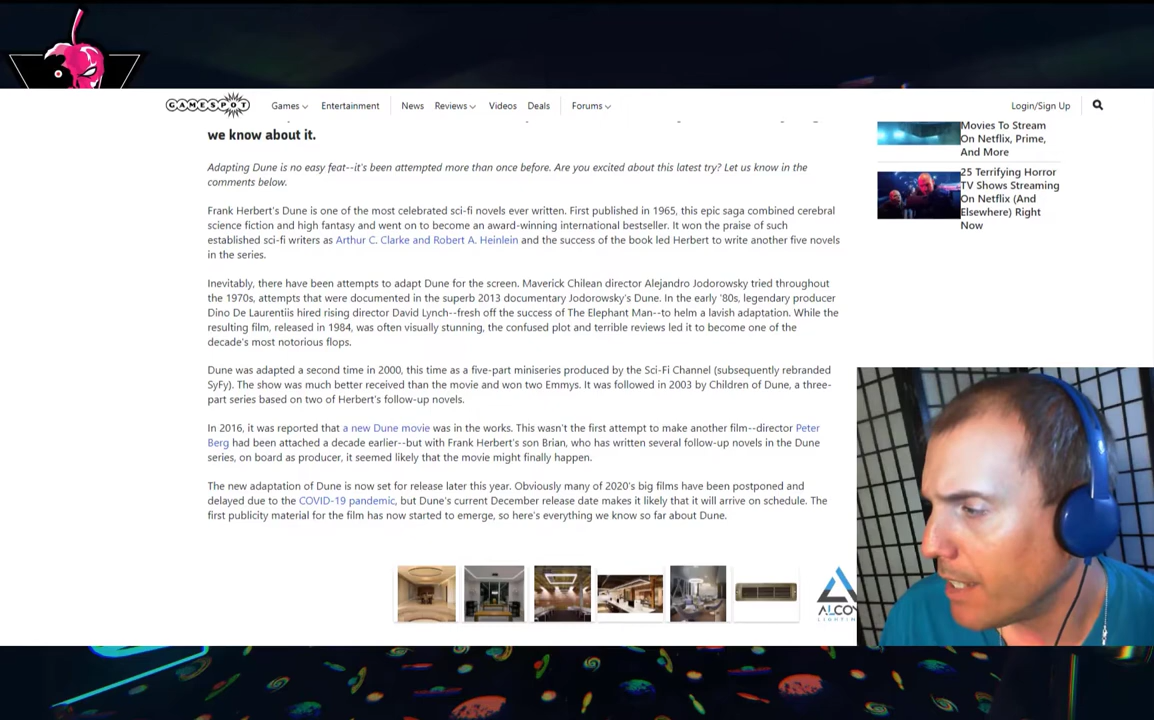 GAMESPOT
Games
Entertainment
News
Reviews
Videos
Deals
Forums
Login/Sign Up
we know about it.
Adapting Dune is no easy feat--it's been attempted more than once before. Are you excited about this latest try? Let us know in the
comments below.
Frank Herbert's Dune is one of the most celebrated sci-fi novels ever written. First published in 1965, this epic saga combined cerebral
science fiction and high fantasy and went on to become an award-winning international bestseller. It won the praise of such
established sci-fi writers as Arthur C. Clarke and Robert A. Heinlein and the success of the book led Herbert to write another five novels
in the series.
Inevitably, there have been attempts to adapt Dune for the screen. Maverick Chilean director Alejandro Jodorowsky tried throughout
the 1970s, attempts that were documented in the superb 2013 documentary Jodorowsky's Dune. In the early '80s, legendary producer
Dino De Laurentiis hired rising director David Lynch--fresh off the success of The Elephant Man--to helm a lavish adaptation. While the
resulting film, released in 1984, was often visually stunning, the confused plot and terrible reviews led it to become one of the
decade's most notorious flops.
Dune was adapted a second time in 2000, this time as a five-part miniseries produced by the Sci-Fi Channel (subsequently rebranded
SyFy). The show was much better received than the movie and won two Emmys. It was followed in 2003 by Children of Dune, a three-
part series based on two of Herbert's follow-up novels.
In 2016, it was reported that a new Dune movie was in the works. This wasn't the first attempt to make another film--director Peter
Berg had been attached a decade earlier--but with Frank Herbert's son Brian, who has written several follow-up novels in the Dune
series, on board as producer, it seemed likely that the movie might finally happen.
The new adaptation of Dune is now set for release later this year. Obviously many of 2020's big films have been postponed and
delayed due to the COVID-19 pandemic, but Dune's current December release date makes it likely that it will arrive on schedule. The
first publicity material for the film has now started to emerge, so here's everything we know so far about Dune.
Movies To Stream
On Netflix, Prime,
And More
25 Terrifying Horror
TV Shows Streaming
On Netflix (And
Elsewhere) Right
Now
ALCO